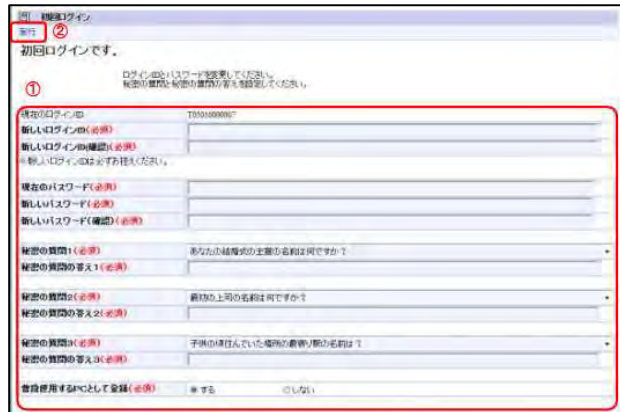 初回ログイン
実行 ②
初回ログインです。
ログインIDとパスワードを変更してください。
秘密の質問と秘密の質問の答えを設定してください。
①
現在のログインID
新しいログインID(必須)
新しいログインID(確認)(必須)
※新しいログインIDは必ずお控えください。
現在のパスワード(必須)
新しいパスワード(必須)
新しいパスワード(確認)(必須)
秘密の質問1(必須) あなたの結婚式の主賓の名前は何ですか?
秘密の質問の答え1(必須)
秘密の質問2(必須) 最初の上司の名前は何ですか?
秘密の質問の答え2(必須)
秘密の質問3(必須) 子供の頃住んでいた場所の最寄り駅の名前は?
秘密の質問の答え3(必須)
普段使用するPCとして登録(必須) する しない